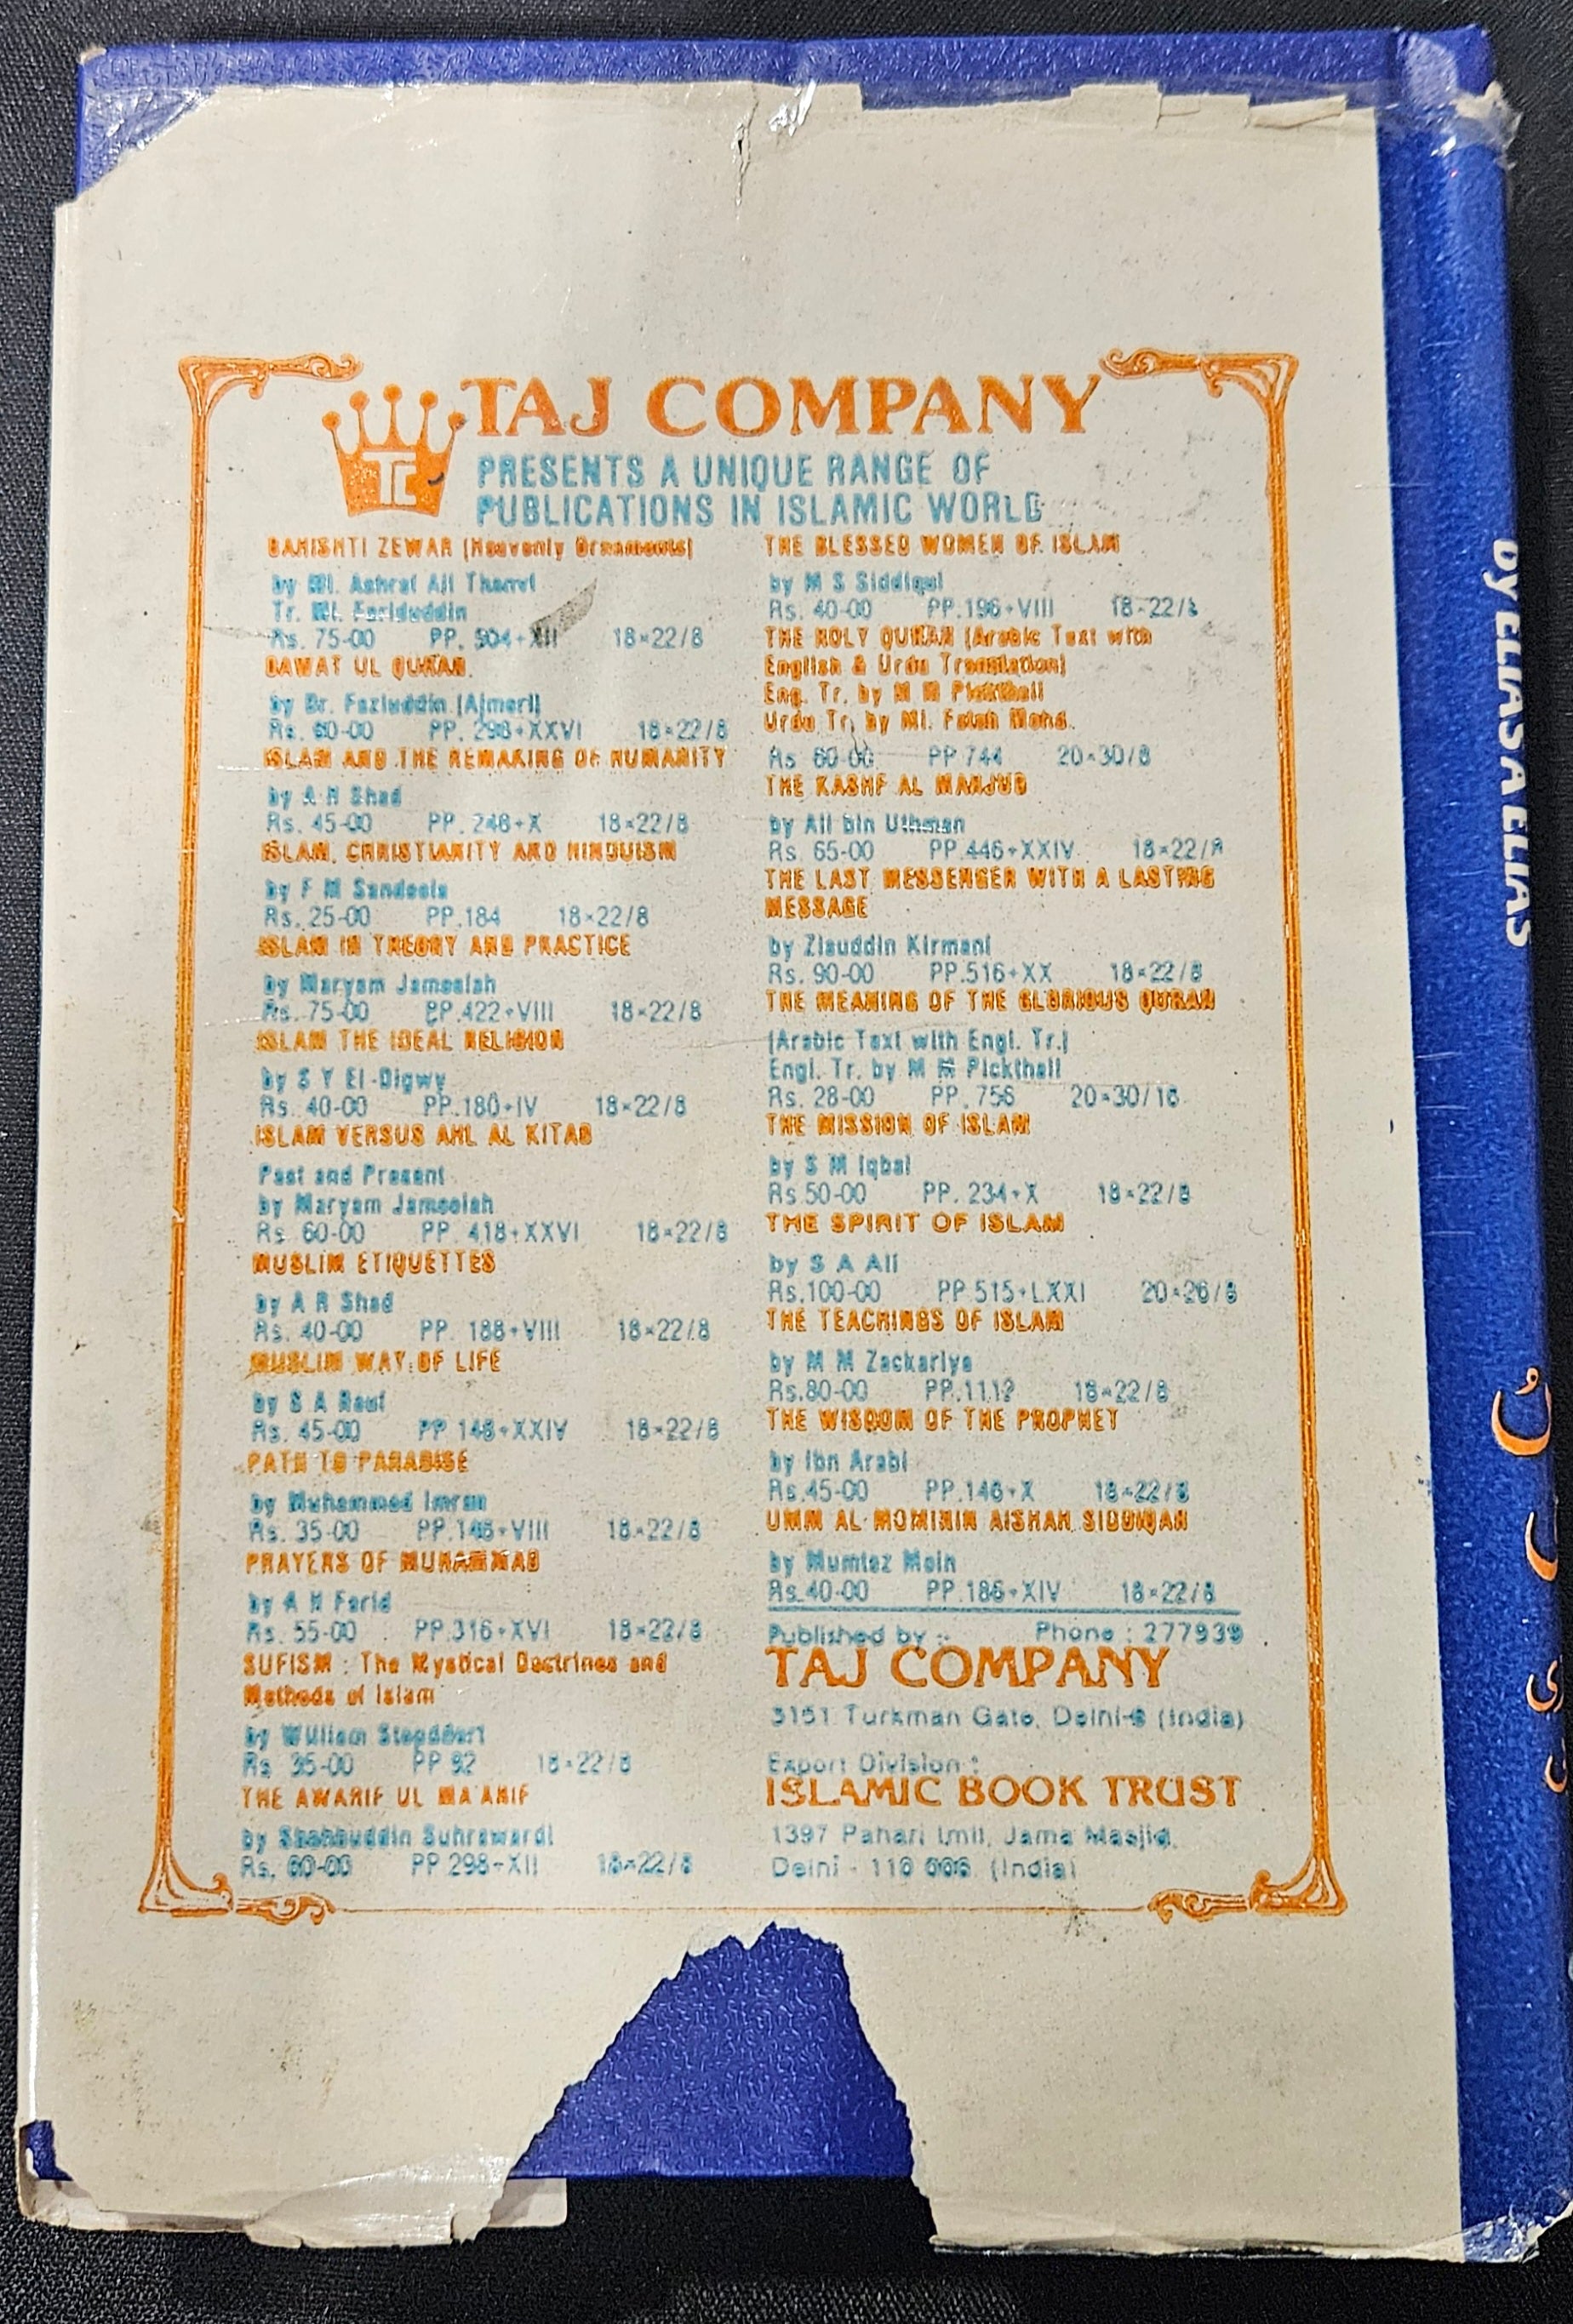 TAJ COMPANY
TC
PRESENTS A UNIQUE RANGE OF
PUBLICATIONS IN ISLAMIC WORLD
BAHISHTI ZEWAR (Heavenly Ornaments)
by Ml. Ashraf Ali Thanvi
Tr. Ml. Fariduddin
Rs. 75-00 PP. 504+XII 18×22/8
DAWAT UL QURAN.
by Dr. Fazluddin (Ajmeri)
Rs. 60-00 PP. 298+XXVI 18×22/8
ISLAM AND THE REMAKING OF HUMANITY
by A R Shad
Rs. 45-00 PP. 246+X 18×22/8
ISLAM, CHRISTIANITY AND HINDUISM
by F M Sandeela
Rs. 25-00 PP.184 18×22/8
ISLAM IN THEORY AND PRACTICE
by Maryam Jameelah
Rs. 75-00 PP.422+VIII 18×22/8
ISLAM THE IDEAL RELIGION
by S Y El-Digwy
Rs. 40-00 PP.180+IV 18×22/8
ISLAM VERSUS AHL AL KITAB
Past and Present
by Maryam Jameelah
Rs. 60-00 PP. 418+XXVI 18×22/8
MUSLIM ETIQUETTES
by A R Shad
Rs. 40-00 PP. 188+VIII 18×22/8
MUSLIM WAY OF LIFE
by S A Rauf
Rs. 45-00 PP 148+XXIV 18×22/8
PATH TO PARADISE
by Muhammad Imran
Rs. 35-00 PP.146+VIII 18×22/8
PRAYERS OF MUHAMMAD
by A H Farid
Rs. 55-00 PP.316+XVI 18×22/8
SUFISM : The Mystical Doctrines and
Methods of Islam
by William Stoddart
Rs. 35-00 PP 92 18×22/8
THE AWARIF UL MA'ARIF
by Shahbuddin Suhrawardi
Rs. 60-00 PP 298+XII 18×22/8
THE BLESSED WOMEN OF ISLAM
by M S Siddiqui
Rs. 40-00 PP.196+VIII 18×22/8
THE HOLY QURAN (Arabic Text with
English & Urdu Translation)
Eng. Tr. by M M Pickthall
Urdu Tr. by Ml. Fateh Mohd.
Rs 60-00 PP 744 20×30/8
THE KASHF AL MAHJUB
by Ali bin Uthman
Rs. 65-00 PP.446+XXIV 18×22/8
THE LAST MESSENGER WITH A LASTING
MESSAGE
by Ziauddin Kirmani
Rs. 90-00 PP.516+XX 18×22/8
THE MEANING OF THE GLORIOUS QURAN
(Arabic Text with Engl. Tr.)
Engl. Tr. by M M Pickthall
Rs. 28-00 PP. 756 20×30/16
THE MISSION OF ISLAM
by S M Iqbal
Rs 50-00 PP. 234+X 18×22/8
THE SPIRIT OF ISLAM
by S A Ali
Rs.100-00 PP 515+LXXI 20×26/8
THE TEACHINGS OF ISLAM
by M M Zackariya
Rs.80-00 PP.1112 18×22/8
THE WISDOM OF THE PROPHET
by Ibn Arabi
Rs.45-00 PP.146+X 18×22/8
UMM AL MOMININ AISHAH SIDDIQAH
by Mumtaz Moin
Rs.40-00 PP.186+XIV 18×22/8
Published by :- Phone : 277939
TAJ COMPANY
3151 Turkman Gate, Delhi-6 (India)
Export Division :
ISLAMIC BOOK TRUST
1397 Pahari Imli, Jama Masjid,
Delhi - 110 006 (India)
by ELIAS A ELIAS